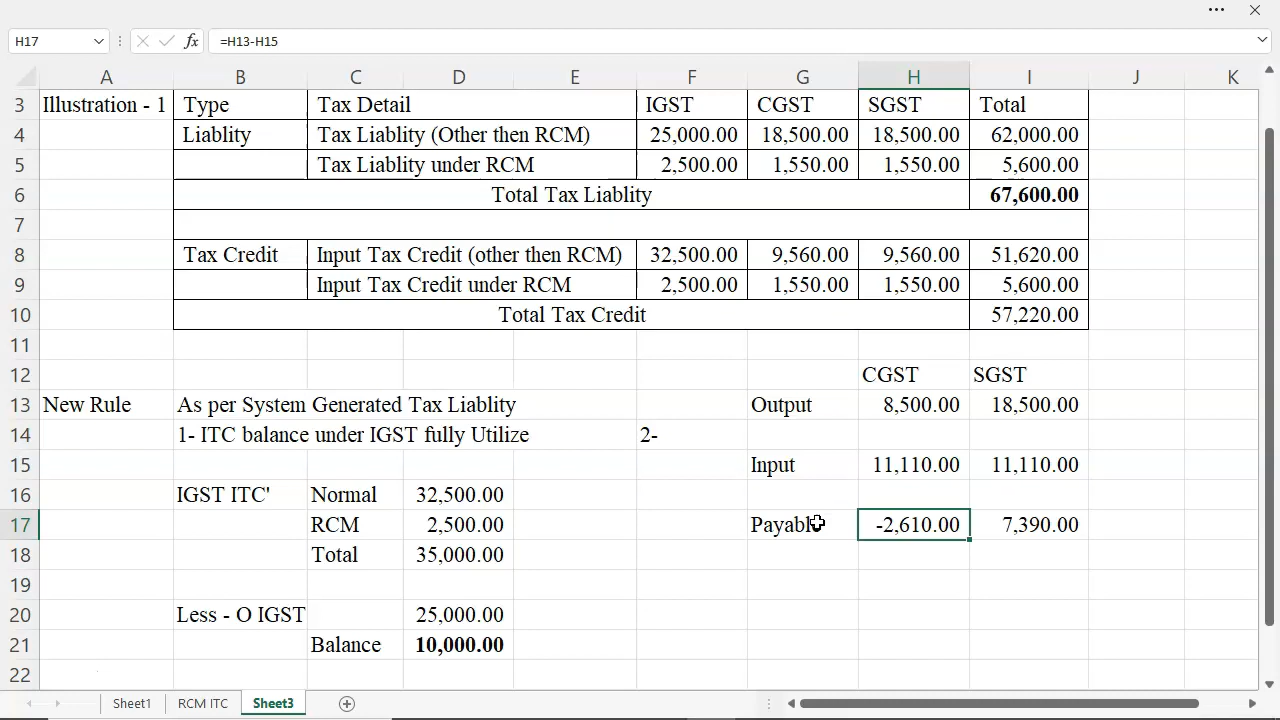 H17 fx =H13-H15
A B C D E F G H I J K
3 Illustration - 1 Type Tax Detail IGST CGST SGST Total
4 Liablity Tax Liablity (Other then RCM) 25,000.00 18,500.00 18,500.00 62,000.00
5 Tax Liablity under RCM 2,500.00 1,550.00 1,550.00 5,600.00
6 Total Tax Liablity 67,600.00
7
8 Tax Credit Input Tax Credit (other then RCM) 32,500.00 9,560.00 9,560.00 51,620.00
9 Input Tax Credit under RCM 2,500.00 1,550.00 1,550.00 5,600.00
10 Total Tax Credit 57,220.00
11
12 CGST SGST
13 New Rule As per System Generated Tax Liablity Output 8,500.00 18,500.00
14 1- ITC balance under IGST fully Utilize 2-
15 Input 11,110.00 11,110.00
16 IGST ITC' Normal 32,500.00
17 RCM 2,500.00 Payable -2,610.00 7,390.00
18 Total 35,000.00
19
20 Less - O IGST 25,000.00
21 Balance 10,000.00
22
Sheet1 RCM ITC Sheet3